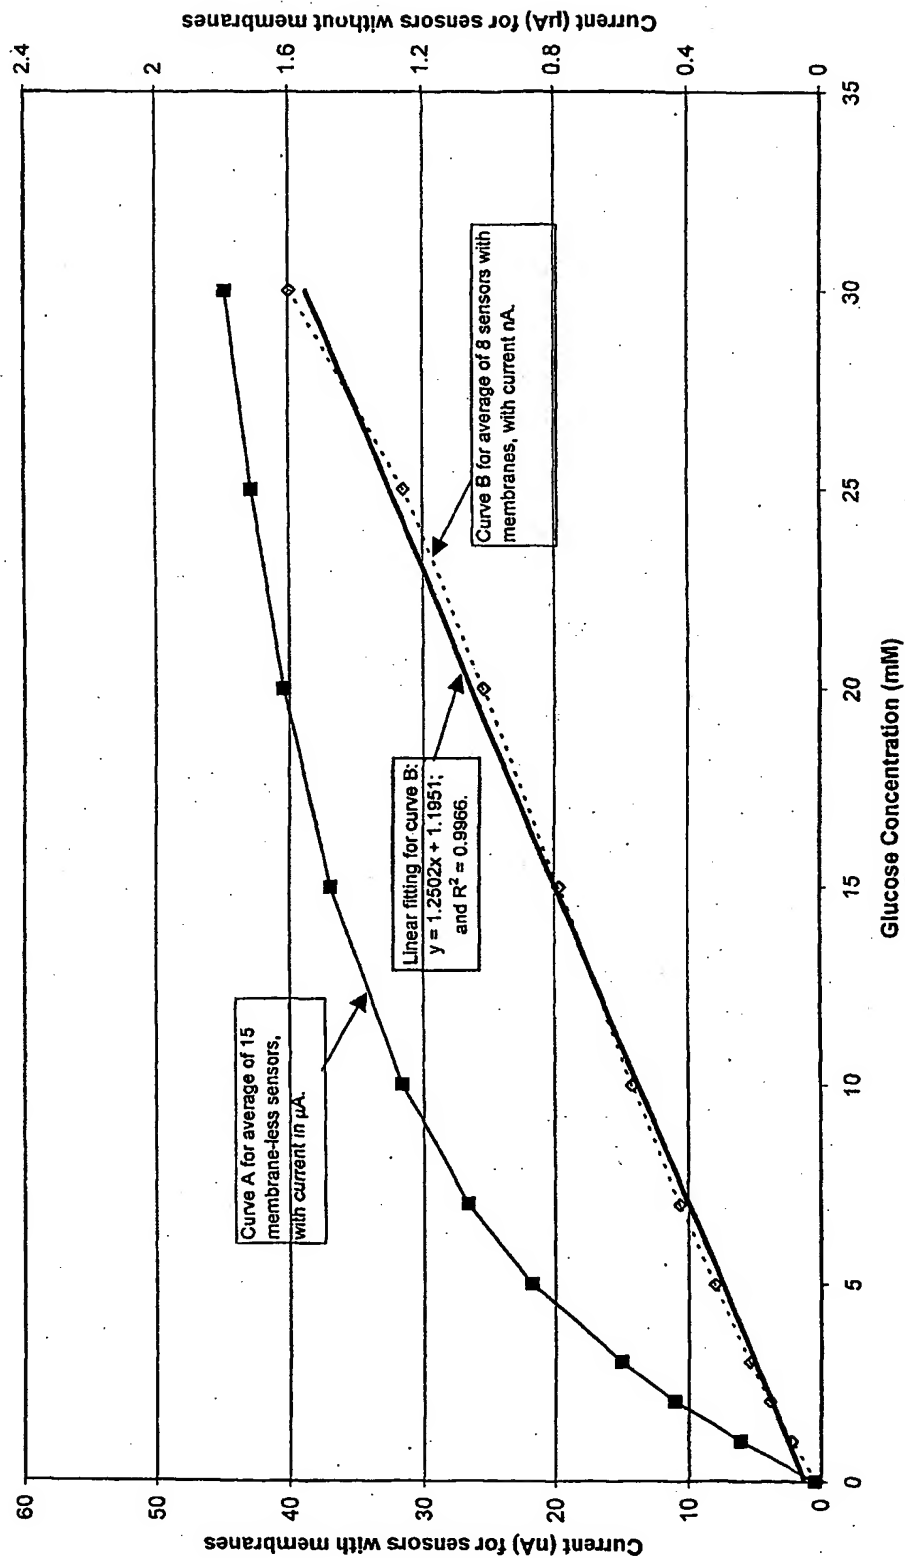 Current (nA) for sensors with membranes
60
50
40
30
20
10
0
Curve A for average of 15
membrane-less sensors,
with current in µA.
Linear fitting for curve B:
y = 1.2502x + 1.1951;
and R² = 0.9966.
Curve B for average of 8 sensors with
membranes, with current nA.
0
5
10
15
20
25
30
35
Glucose Concentration (mM)
2.4
2
1.6
1.2
0.8
0.4
0
Current (µA) for sensors without membranes